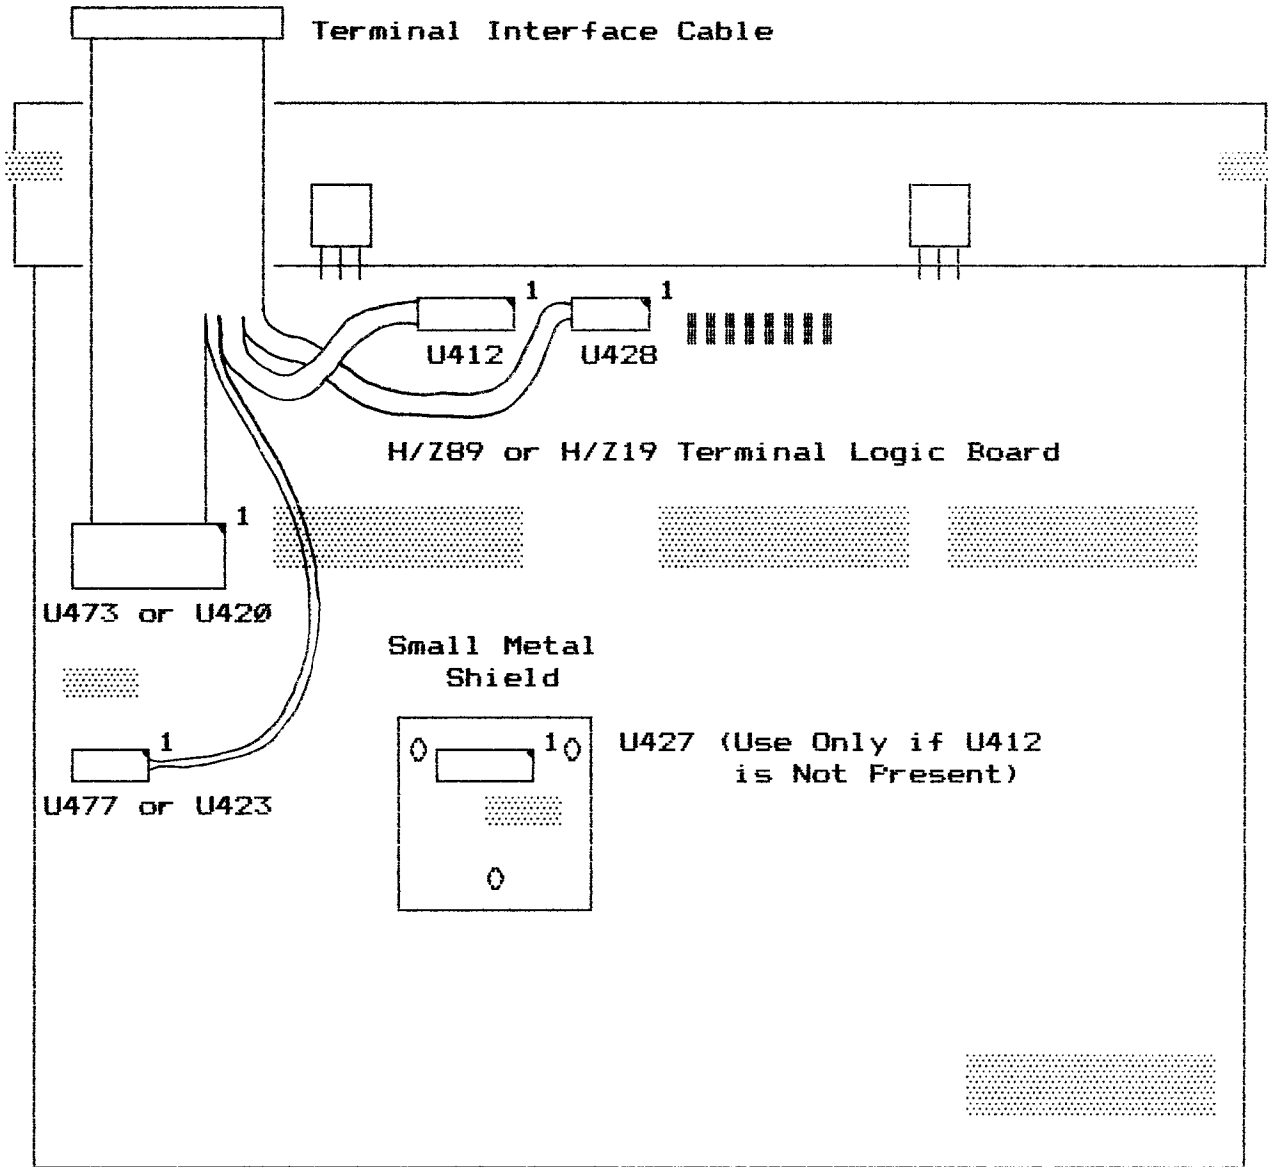 Terminal Interface Cable
1
1
U412
U428
H/Z89 or H/Z19 Terminal Logic Board
1
U473 or U420
Small Metal
Shield
1
U477 or U423
1
U427 (Use Only if U412
is Not Present)